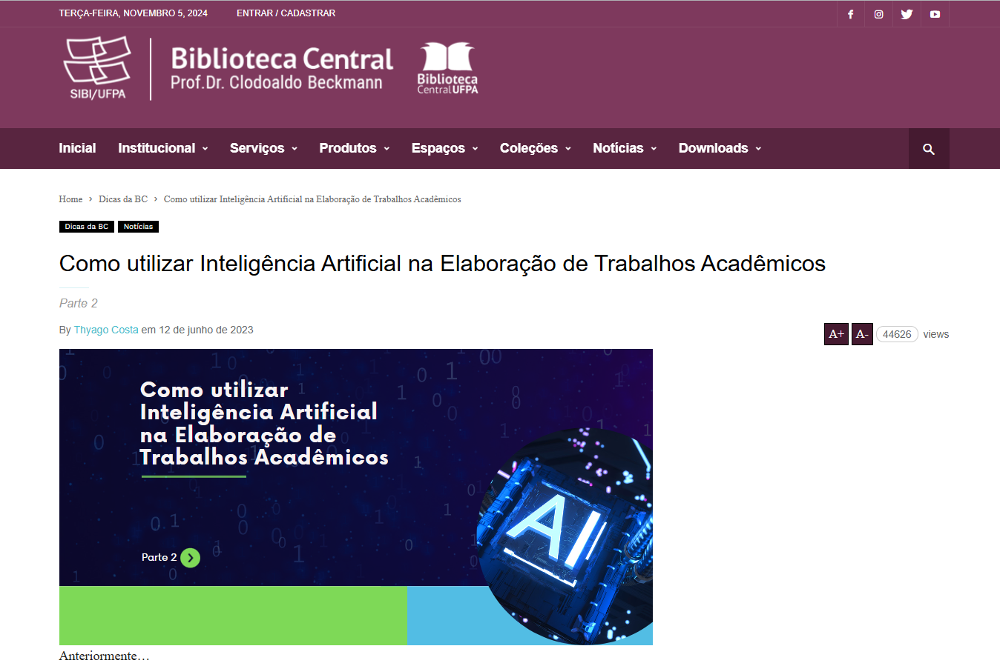 TERÇA-FEIRA, NOVEMBRO 5, 2024 ENTRAR / CADASTRAR
SIBI/UFPA
Biblioteca Central
Prof.Dr. Clodoaldo Beckmann
Biblioteca
Central UFPA
Inicial Institucional Serviços Produtos Espaços Coleções Notícias Downloads
Home › Dicas da BC › Como utilizar Inteligência Artificial na Elaboração de Trabalhos Acadêmicos
Dicas da BC Notícias
Como utilizar Inteligência Artificial na Elaboração de Trabalhos Acadêmicos
Parte 2
By Thyago Costa em 12 de junho de 2023
A+ A- 44626 views
Como utilizar
Inteligência Artificial
na Elaboração de
Trabalhos Acadêmicos
AI
Parte 2
Anteriormente…